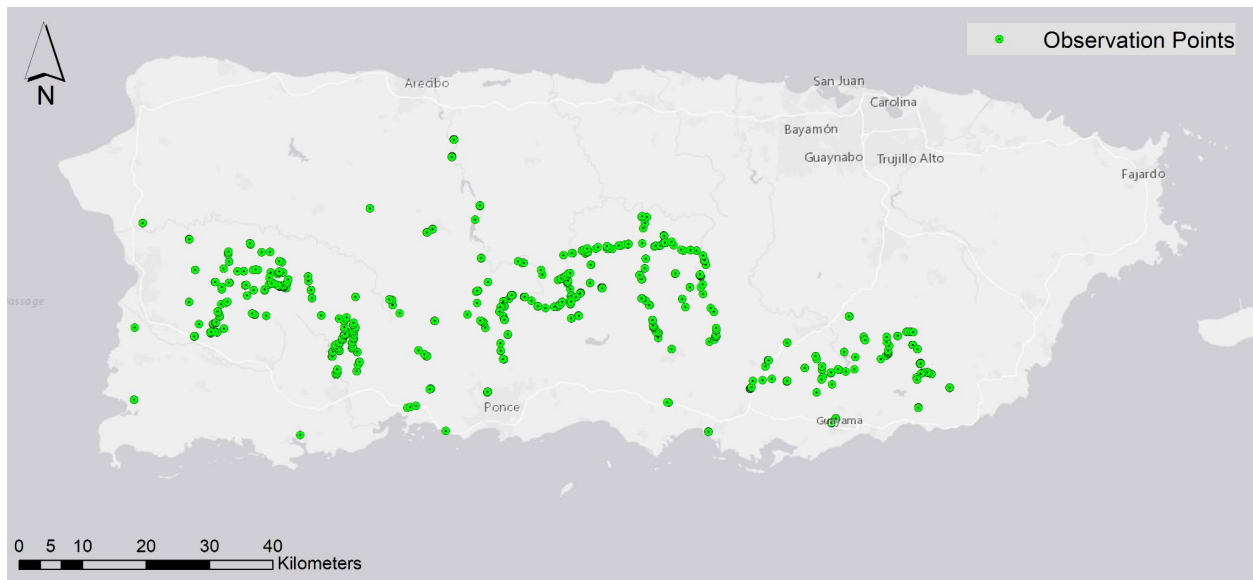 Observation Points
N
San Juan
Arecibo
Carolina
Bayamón
Guaynabo
Trujillo Alto
Fajardo
assage
Ponce
Guayama
0 5 10 20 30 40
Kilometers